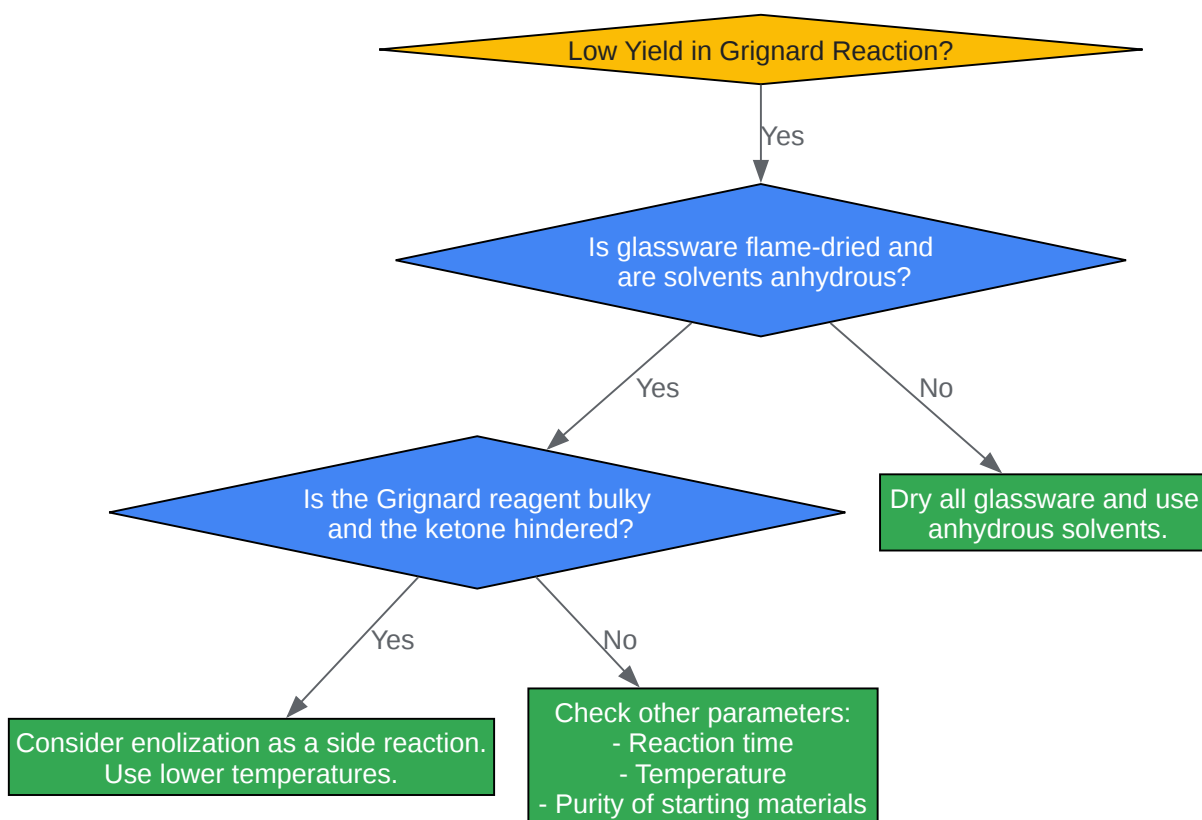 Low Yield in Grignard Reaction?
Yes
Is glassware flame-dried and
are solvents anhydrous?
Yes
No
Is the Grignard reagent bulky
and the ketone hindered?
Dry all glassware and use
anhydrous solvents.
Yes
No
Consider enolization as a side reaction.
Use lower temperatures.
Check other parameters:
- Reaction time
- Temperature
- Purity of starting materials